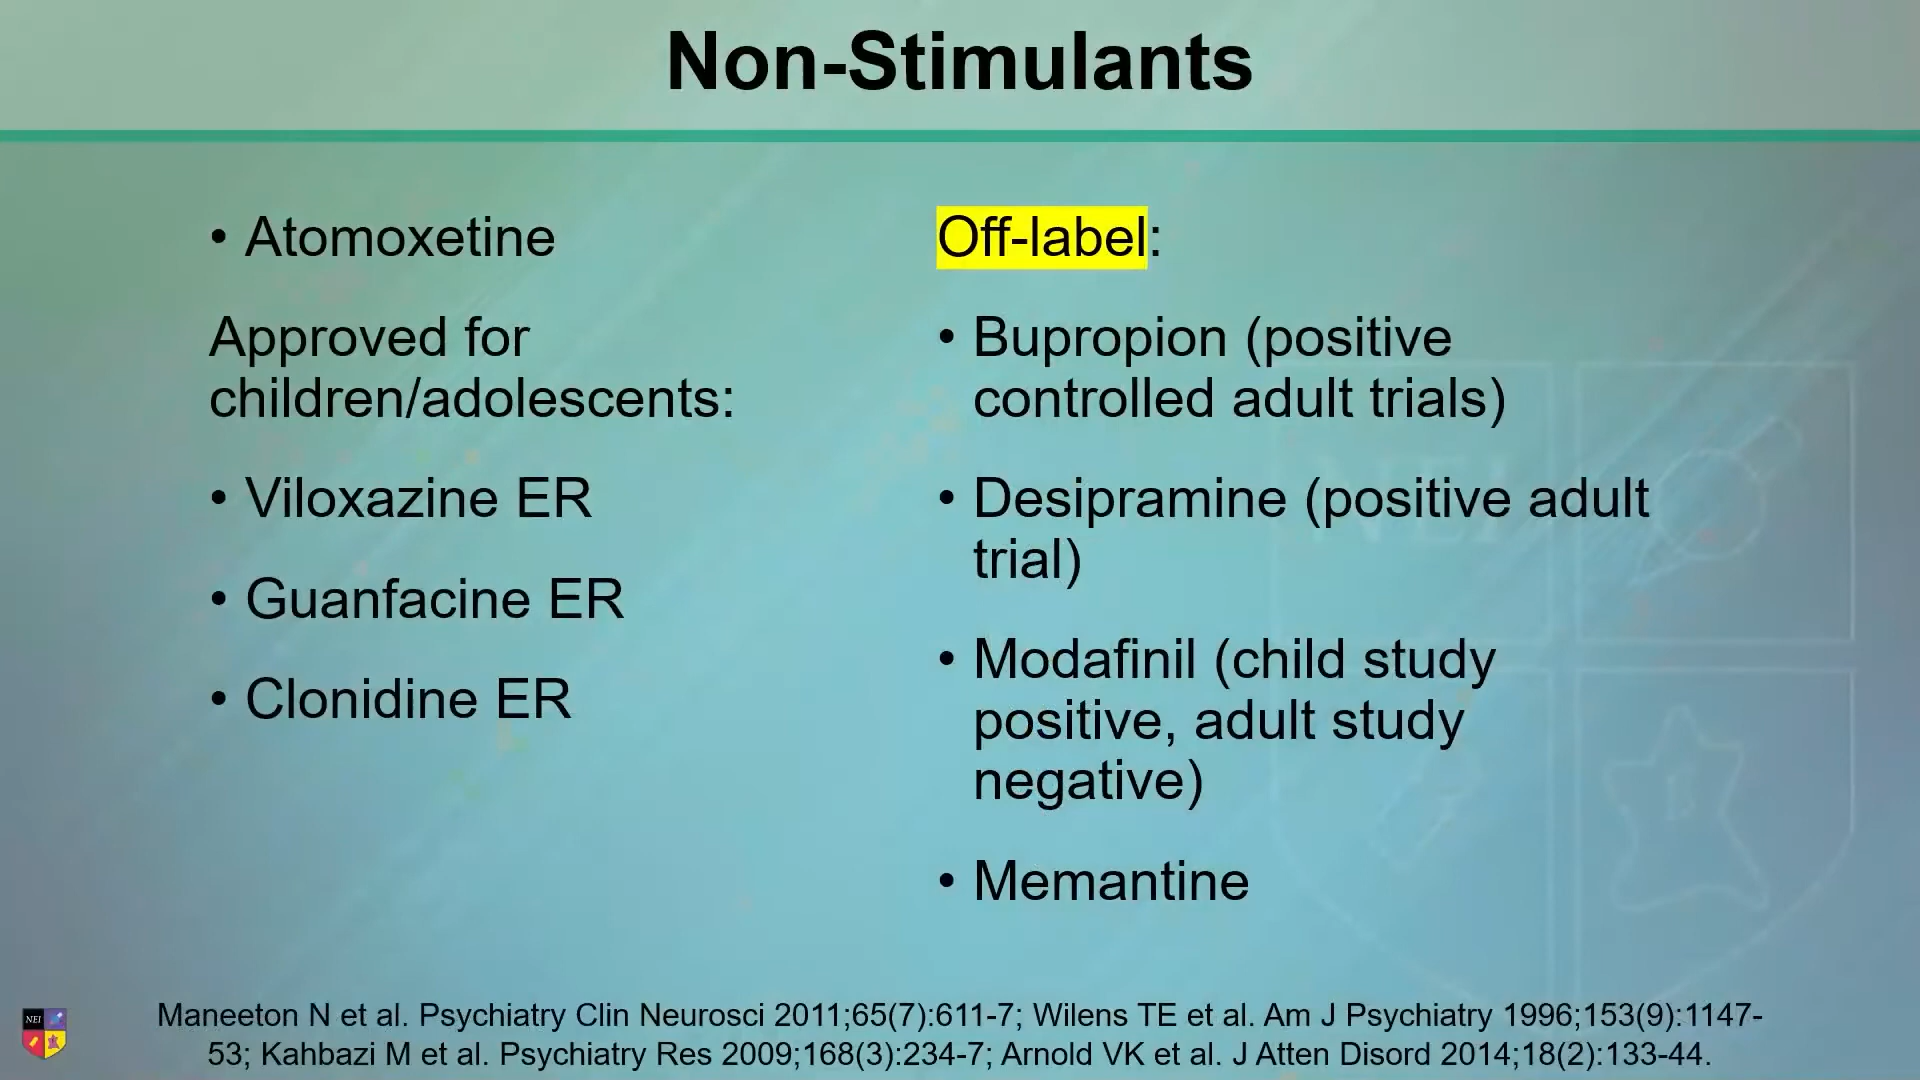 Non-Stimulants
• Atomoxetine
Approved for
children/adolescents:
• Viloxazine ER
• Guanfacine ER
• Clonidine ER
Off-label:
• Bupropion (positive
controlled adult trials)
• Desipramine (positive adult
trial)
• Modafinil (child study
positive, adult study
negative)
• Memantine
NEI
NEI
Maneeton N et al. Psychiatry Clin Neurosci 2011;65(7):611-7; Wilens TE et al. Am J Psychiatry 1996;153(9):1147-
53; Kahbazi M et al. Psychiatry Res 2009;168(3):234-7; Arnold VK et al. J Atten Disord 2014;18(2):133-44.